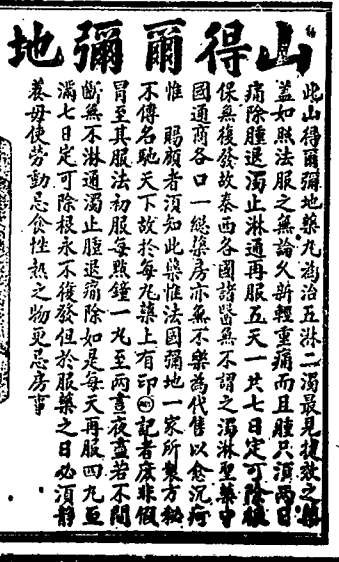 山得爾彌地
此山得爾彌地藥丸為治五淋二濁最見復效之藥
蓋如照法服之無論久新輕重痛而且腫只須兩日
痛除腫退濁止淋通再服五天一共七日定可除根
保無復發故泰西各國諸醫無不謂之濁淋聖藥中
國通商各口一總藥房亦無不樂為代售以愈沉疴
惟 賜顧者須知此藥惟法國彌地一家所製方秘
不傳名馳天下故於每丸藥上有印記者庶非假
冒至其服法初服每點鐘一丸至兩晝夜盡若不間
斷無不淋通濁止腫退痛除如是每天再服四丸至
滿七日定可除根永不復發但於服藥之日必須靜
養毋使勞動忌食性熱之物更忌房事